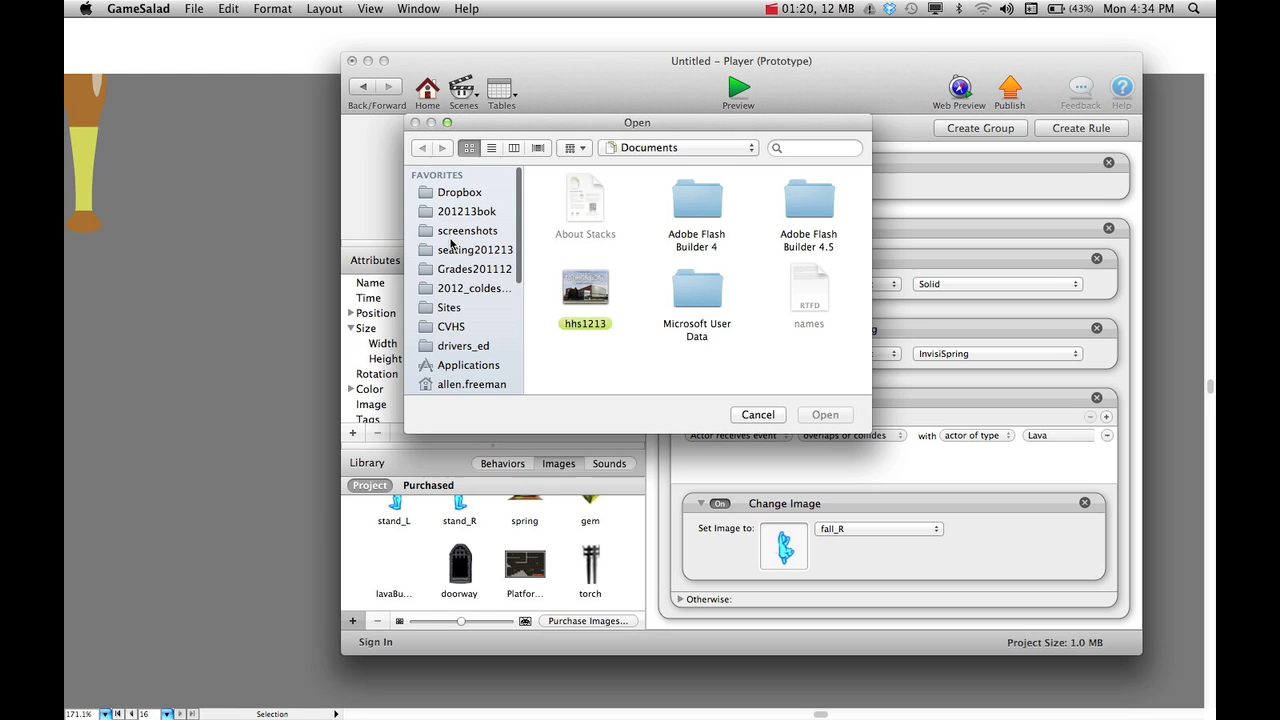 GameSalad File Edit Format Layout View Window Help 01:20, 12 MB (43%) Mon 4:34 PM
Untitled – Player (Prototype)
Back/Forward Home Scenes Tables Preview Web Preview Publish Feedback Help
Open
Create Group Create Rule
Documents
FAVORITES
Dropbox
201213bok
screenshots
seating201213
Grades201112
2012_coldes...
Sites
CVHS
drivers_ed
Applications
allen.freeman
About Stacks
Adobe Flash
Builder 4
Adobe Flash
Builder 4.5
hhs1213
Microsoft User
Data
RTFD
names
Cancel Open
Attributes
Name
Time
Position
Size
Width
Height
Rotation
Color
Image
Tags
Solid
InvisiSpring
Actor receives event overlaps or collides with actor of type Lava
Library Behaviors Images Sounds
Project Purchased
stand_L stand_R spring gem
lavaBu... doorway Platfor... torch
Purchase Images...
On Change Image
Set Image to: fall_R
Otherwise:
Sign In Project Size: 1.0 MB
171.1% 16 Selection